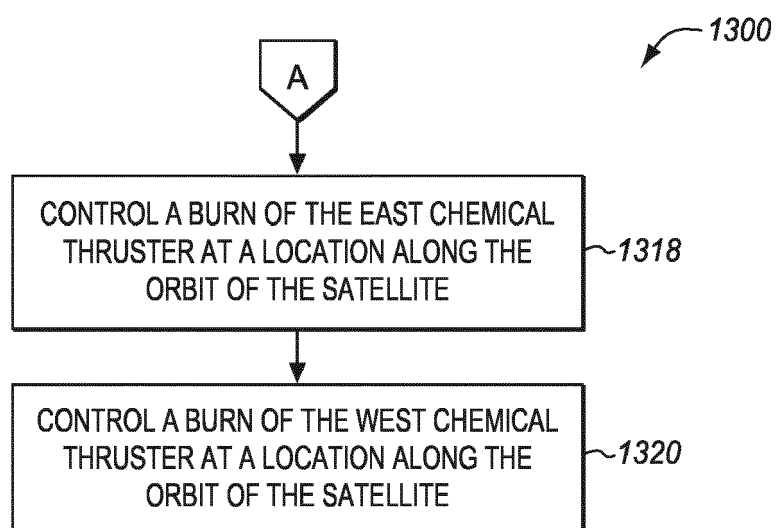 1300
A
CONTROL A BURN OF THE EAST CHEMICAL
THRUSTER AT A LOCATION ALONG THE
ORBIT OF THE SATELLITE
1318
CONTROL A BURN OF THE WEST CHEMICAL
THRUSTER AT A LOCATION ALONG THE
ORBIT OF THE SATELLITE
1320